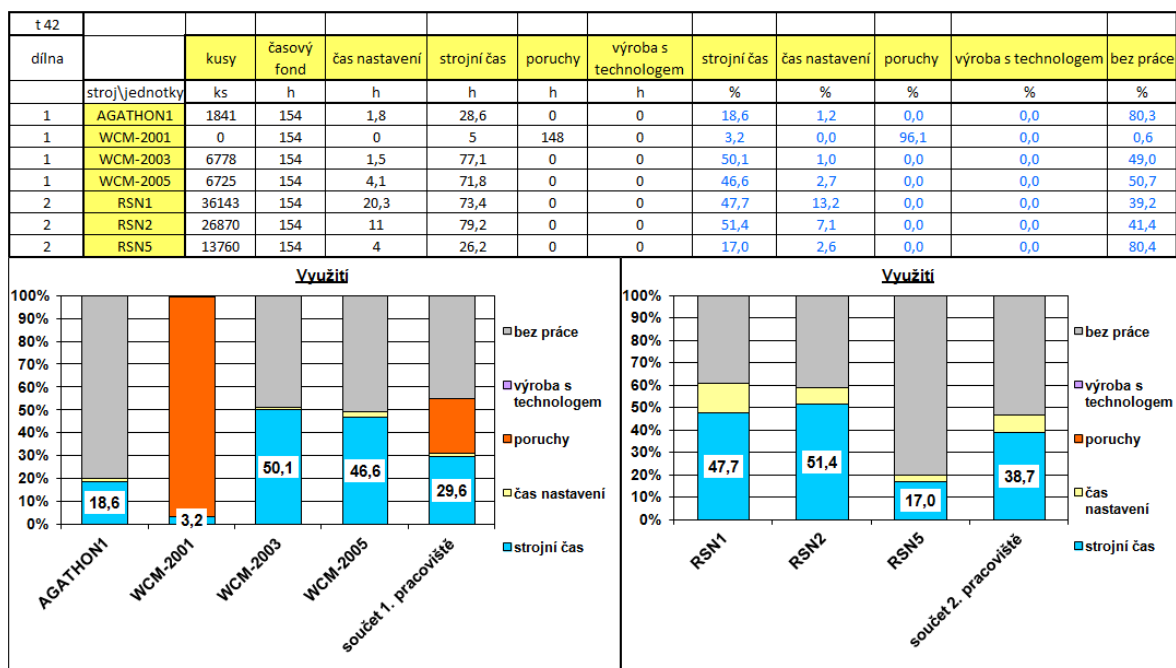 t 42
dílna kusy časový fond čas nastavení strojní čas poruchy výroba s technologem strojní čas čas nastavení poruchy výroba s technologem bez práce
stroj\jednotky ks h h h h h % % % % %
1 AGATHON1 1841 154 1,8 28,6 0 0 18,6 1,2 0,0 0,0 80,3
1 WCM-2001 0 154 0 5 148 0 3,2 0,0 96,1 0,0 0,6
1 WCM-2003 6778 154 1,5 77,1 0 0 50,1 1,0 0,0 0,0 49,0
1 WCM-2005 6725 154 4,1 71,8 0 0 46,6 2,7 0,0 0,0 50,7
2 RSN1 36143 154 20,3 73,4 0 0 47,7 13,2 0,0 0,0 39,2
2 RSN2 26870 154 11 79,2 0 0 51,4 7,1 0,0 0,0 41,4
2 RSN5 13760 154 4 26,2 0 0 17,0 2,6 0,0 0,0 80,4
Využití
100%
90%
80%
70%
60%
50%
40%
30%
20%
10%
0%
18,6
3,2
50,1
46,6
29,6
AGATHON1
WCM-2001
WCM-2003
WCM-2005
součet 1. pracoviště
bez práce
výroba s
technologem
poruchy
čas nastavení
strojní čas
Využití
100%
90%
80%
70%
60%
50%
40%
30%
20%
10%
0%
47,7
51,4
17,0
38,7
RSN1
RSN2
RSN5
součet 2. pracoviště
bez práce
výroba s
technologem
poruchy
čas
nastavení
strojní čas